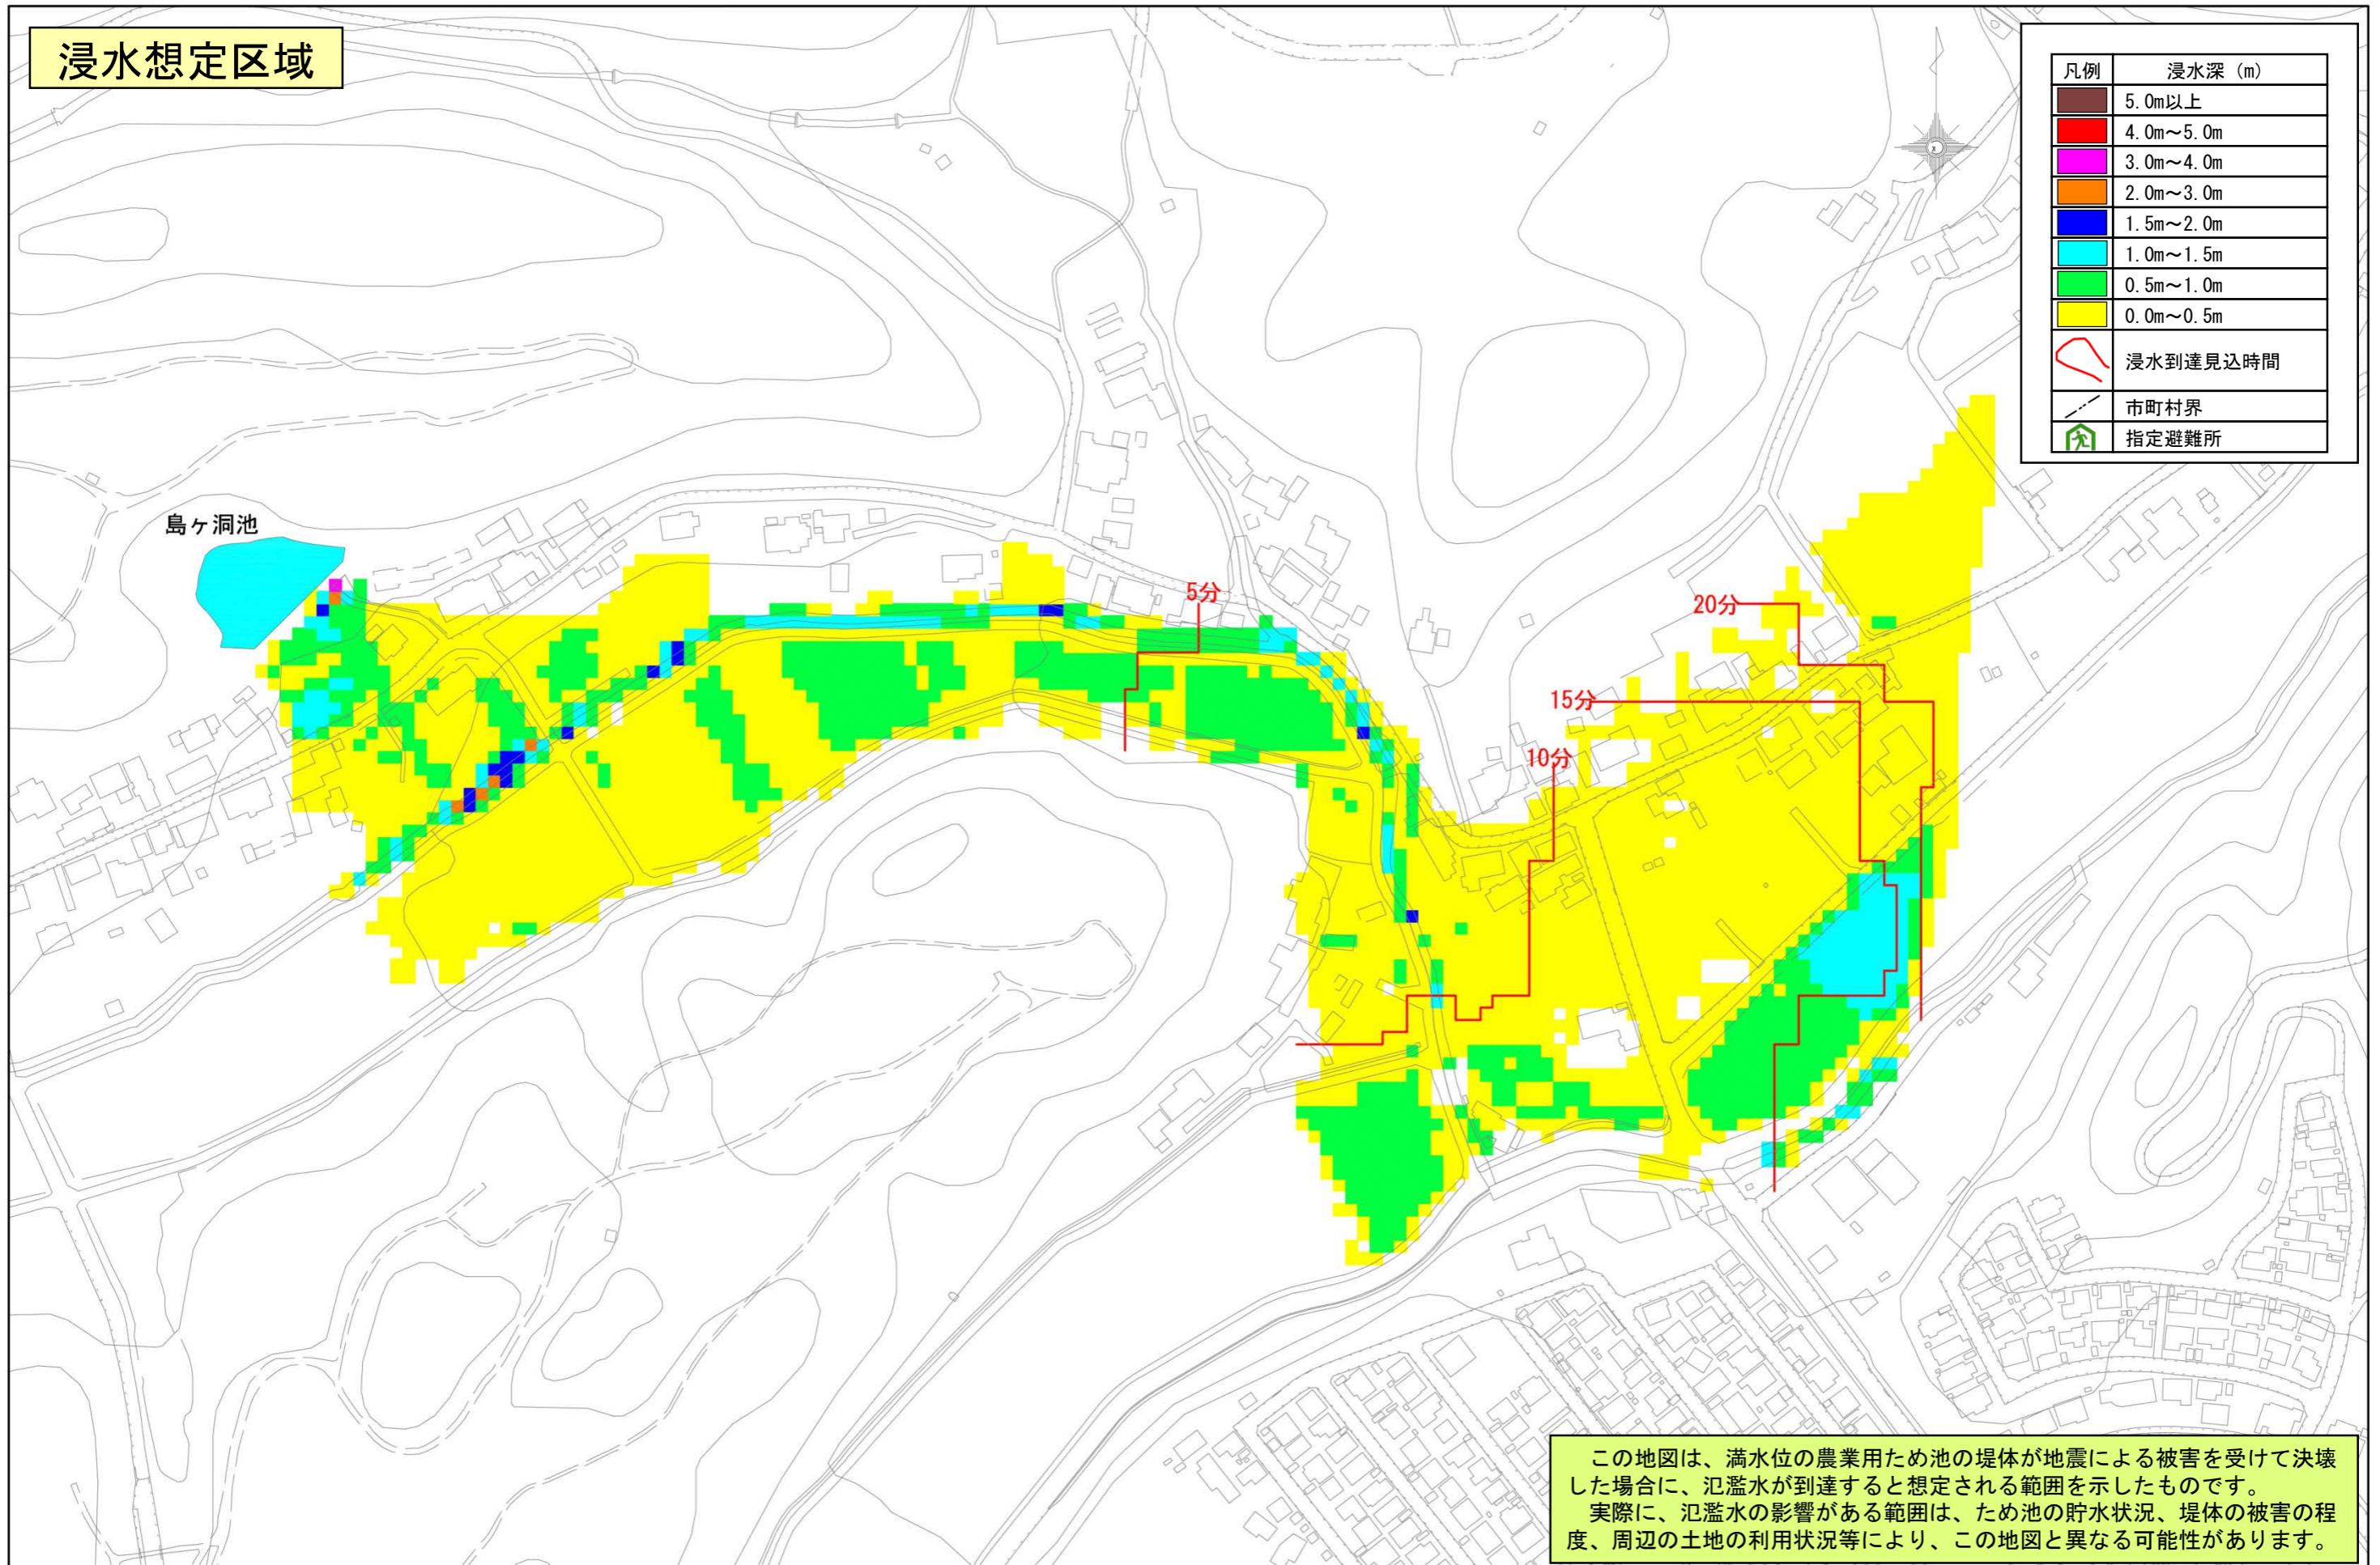 浸水想定区域
凡例 浸水深（m）
5.0m以上
4.0m～5.0m
3.0m～4.0m
2.0m～3.0m
1.5m～2.0m
1.0m～1.5m
0.5m～1.0m
0.0m～0.5m
浸水到達見込時間
市町村界
指定避難所
島ヶ洞池
5分
20分
15分
10分
この地図は、満水位の農業用ため池の堤体が地震による被害を受けて決壊
した場合に、氾濫水が到達すると想定される範囲を示したものです。
実際に、氾濫水の影響がある範囲は、ため池の貯水状況、堤体の被害の程
度、周辺の土地の利用状況等により、この地図と異なる可能性があります。